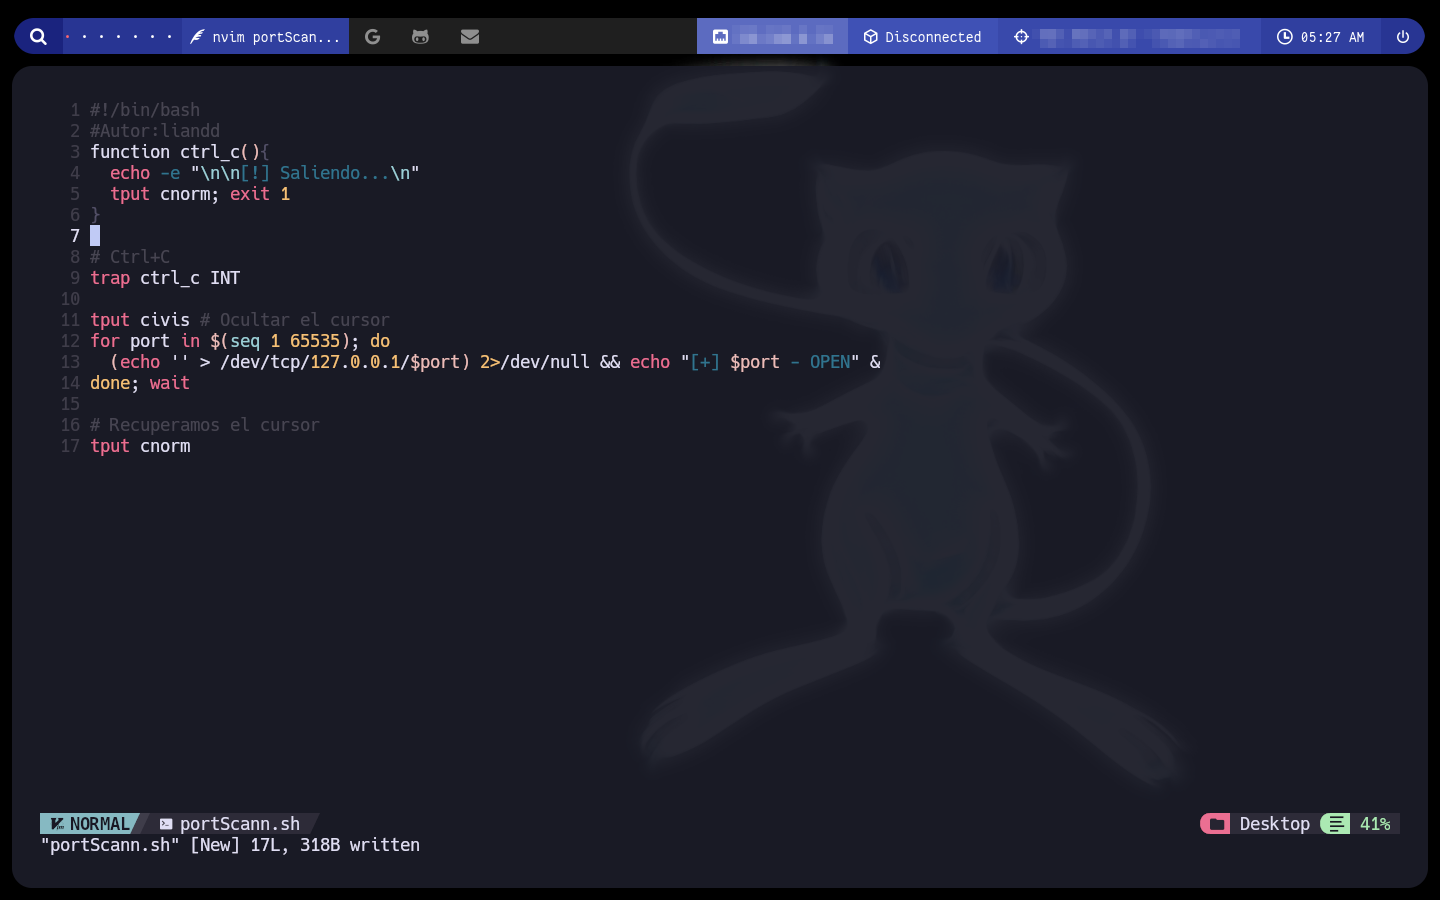 nvim portScan...
Disconnected
05:27 AM
1 #!/bin/bash
2 #Autor:liandd
3 function ctrl_c(){
4   echo -e "\n\n[!] Saliendo...\n"
5   tput cnorm; exit 1
6 }
7
8 # Ctrl+C
9 trap ctrl_c INT
10
11 tput civis # Ocultar el cursor
12 for port in $(seq 1 65535); do
13   (echo '' > /dev/tcp/127.0.0.1/$port) 2>/dev/null && echo "[+] $port - OPEN" &
14 done; wait
15
16 # Recuperamos el cursor
17 tput cnorm
NORMAL portScann.sh
Desktop 41%
"portScann.sh" [New] 17L, 318B written